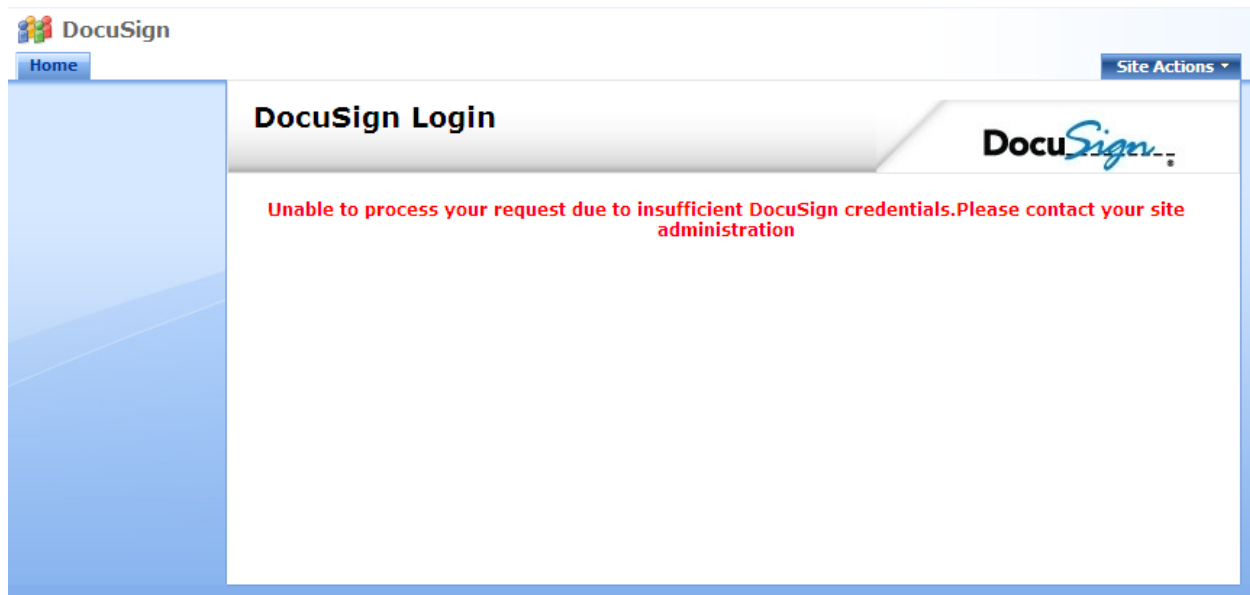 DocuSign
Home
Site Actions
DocuSign Login
DocuSign
Unable to process your request due to insufficient DocuSign credentials.Please contact your site
administration